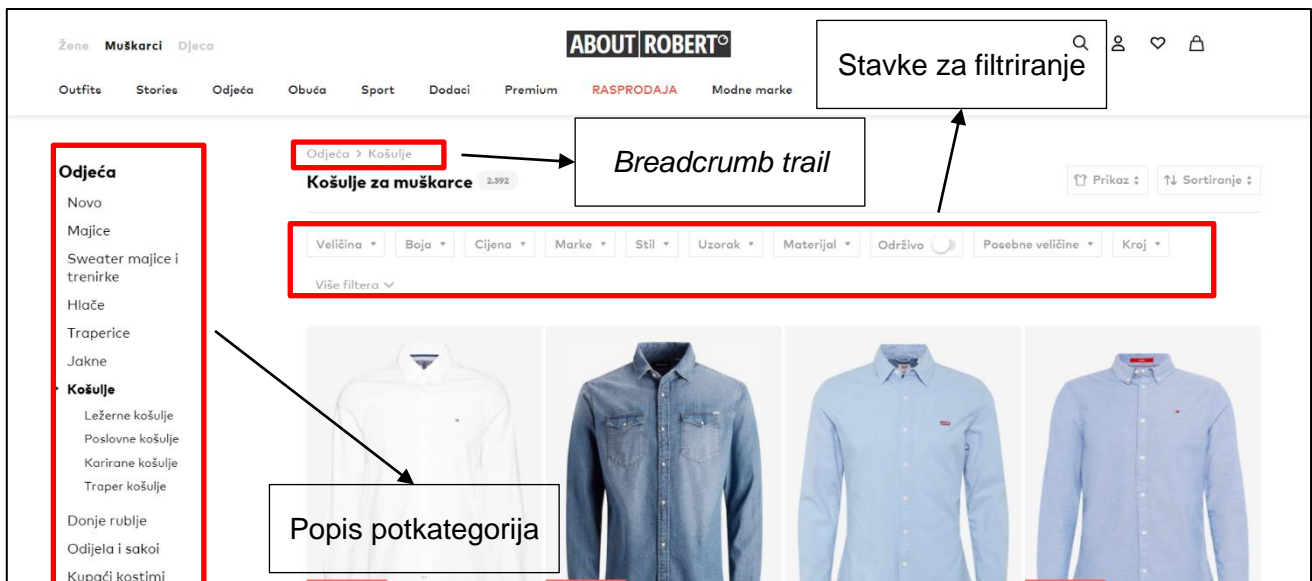 Žene Muškarci Djeca
ABOUT ROBERT
Stavke za filtriranje
Outfits Stories Odjeća Obuća Sport Dodaci Premium RASPRODAJA Modne marke
Odjeća > Košulje
Breadcrumb trail
Košulje za muškarce 2.392
Prikaz Sortiranje
Veličina Boja Cijena Marke Stil Uzorak Materijal Održivo Posebne veličine Kroj
Više filtera
Odjeća
Novo
Majice
Sweater majice i
trenirke
Hlače
Traperice
Jakne
Košulje
Ležerne košulje
Poslovne košulje
Karirane košulje
Traper košulje
Donje rublje
Odijela i sakoi
Kupaći kostimi
Popis potkategorija